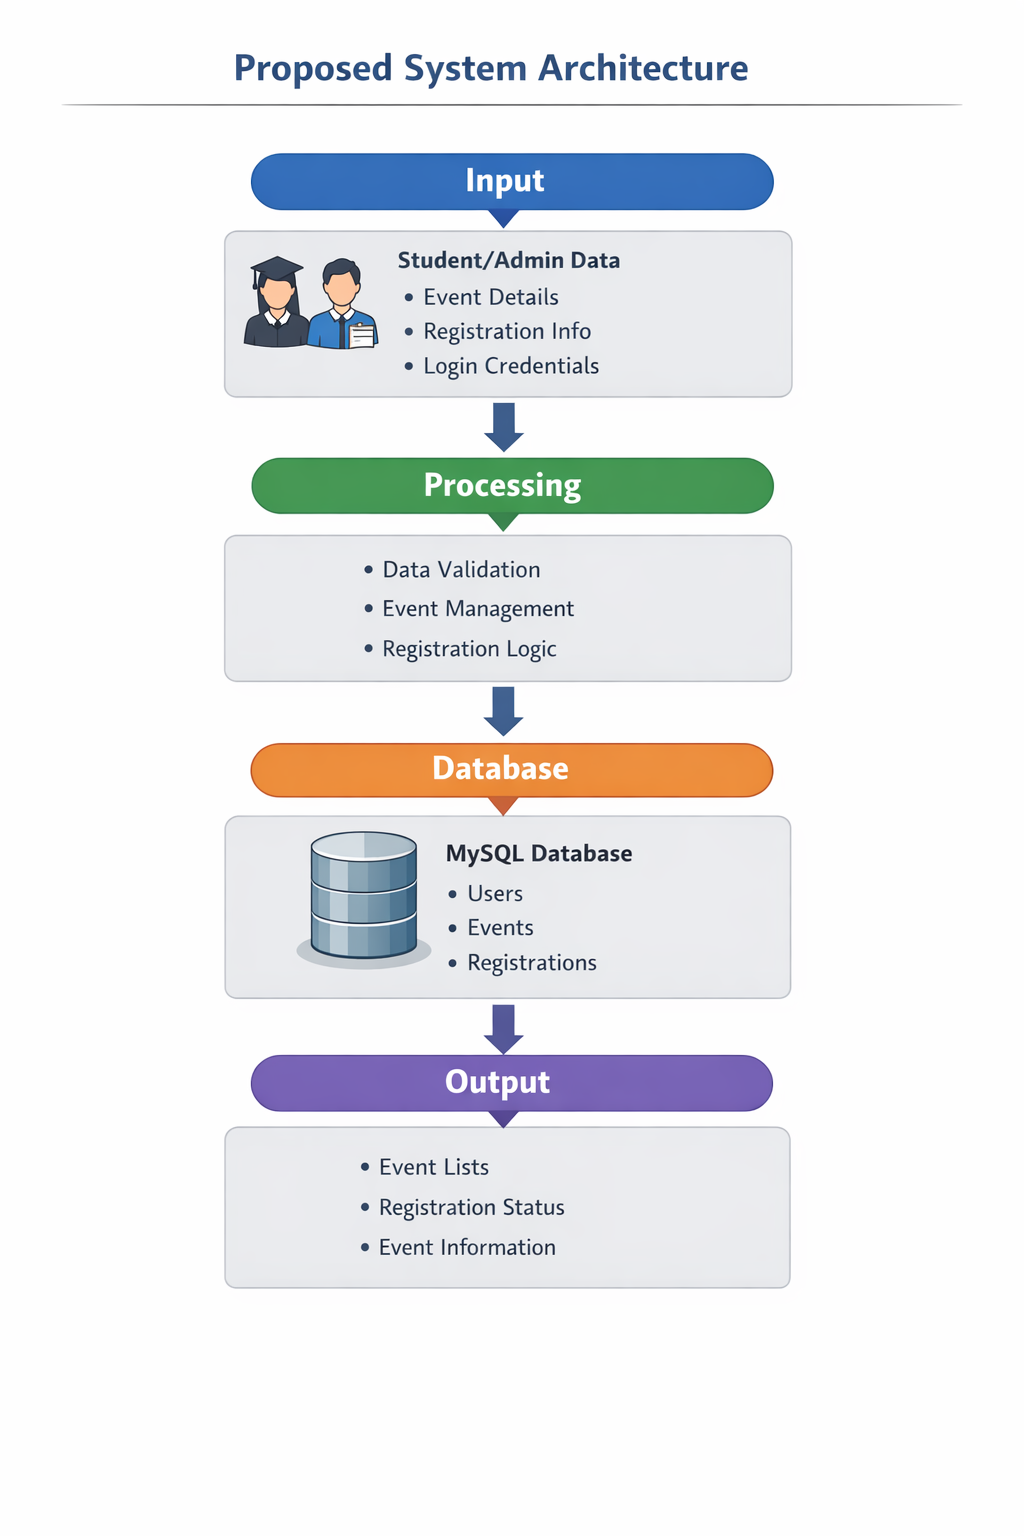 Proposed System Architecture
Input
Student/Admin Data
• Event Details
• Registration Info
• Login Credentials
Processing
• Data Validation
• Event Management
• Registration Logic
Database
MySQL Database
• Users
• Events
• Registrations
Output
• Event Lists
• Registration Status
• Event Information